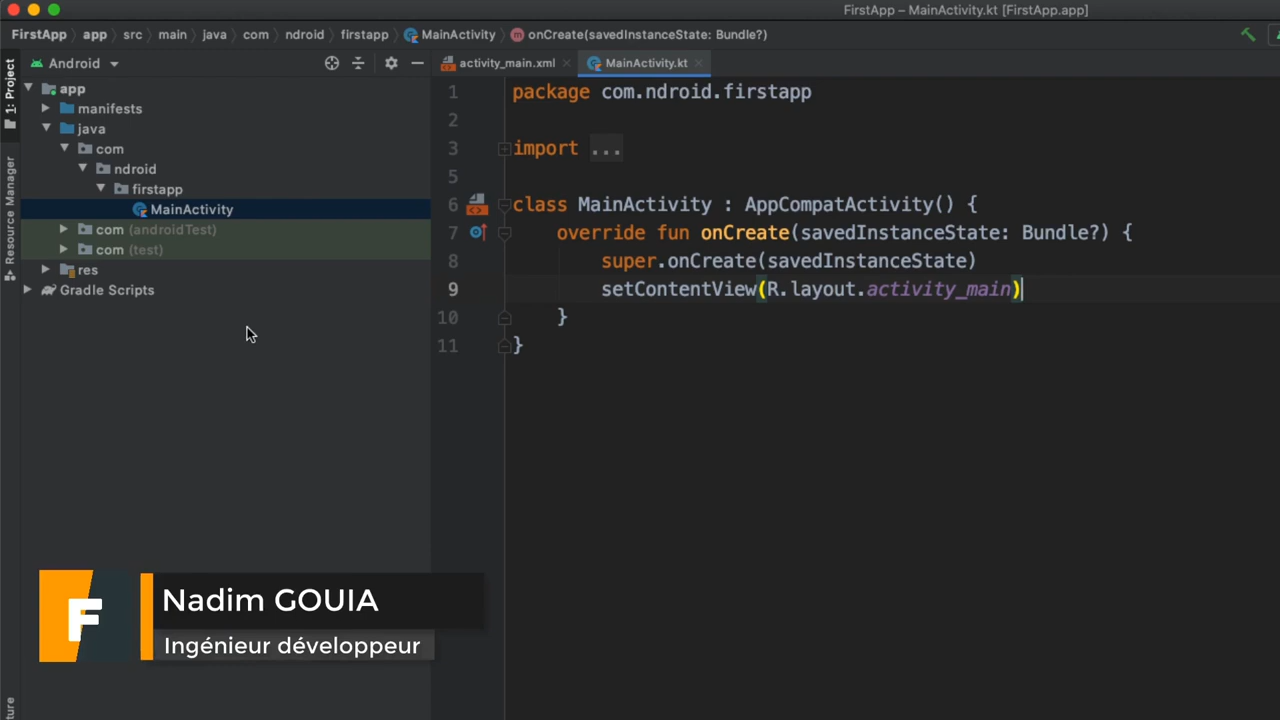 FirstApp – MainActivity.kt [FirstApp.app]
FirstApp
app
src
main
java
com
ndroid
firstapp
MainActivity
onCreate(savedInstanceState: Bundle?)
1: Project
Resource Manager
Android
activity_main.xml
MainActivity.kt
app
manifests
java
com
ndroid
firstapp
MainActivity
com (androidTest)
com (test)
res
Gradle Scripts
1 package com.ndroid.firstapp
2
3 import ...
5
6 class MainActivity : AppCompatActivity() {
7 override fun onCreate(savedInstanceState: Bundle?) {
8 super.onCreate(savedInstanceState)
9 setContentView(R.layout.activity_main)
10 }
11 }
F
Nadim GOUIA
Ingénieur développeur